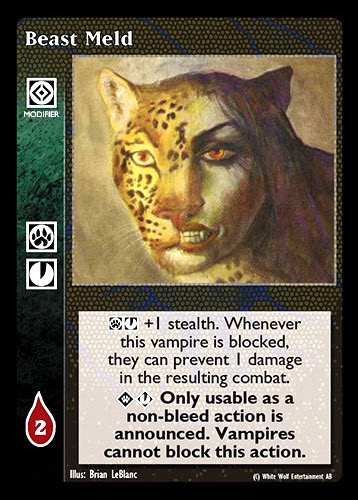 Beast Meld
MODIFIER
+1 stealth. Whenever
this vampire is blocked,
they can prevent 1 damage
in the resulting combat.
Only usable as a
non-bleed action is
announced. Vampires
cannot block this action.
2
Illus: Brian LeBlanc
(C) White Wolf Entertainment AB